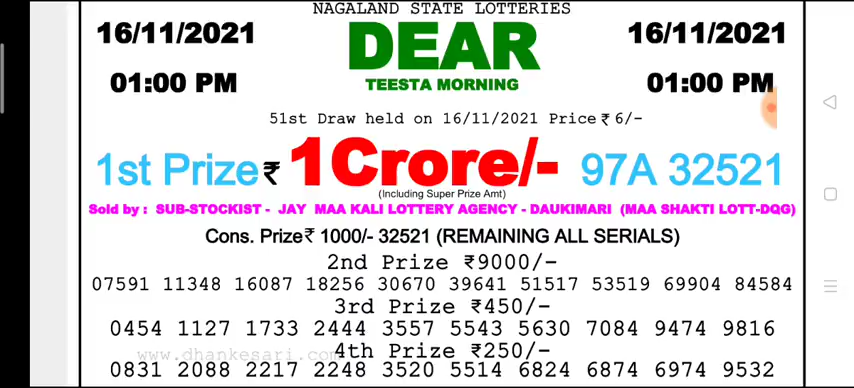 NAGALAND STATE LOTTERIES
16/11/2021 DEAR 16/11/2021
01:00 PM TEESTA MORNING 01:00 PM
51st Draw held on 16/11/2021 Price ₹ 6/-
1st Prize ₹ 1 Crore/- 97A 32521
(Including Super Prize Amt)
Sold by : SUB-STOCKIST - JAY MAA KALI LOTTERY AGENCY - DAUKIMARI (MAA SHAKTI LOTT-DQG)
Cons. Prize ₹ 1000/- 32521 (REMAINING ALL SERIALS)
2nd Prize ₹9000/-
07591 11348 16087 18256 30670 39641 51517 53519 69904 84584
3rd Prize ₹450/-
0454 1127 1733 2444 3557 5543 5630 7084 9474 9816
www.dhankesari.com 4th Prize ₹250/-
0831 2088 2217 2248 3520 5514 6824 6874 6974 9532